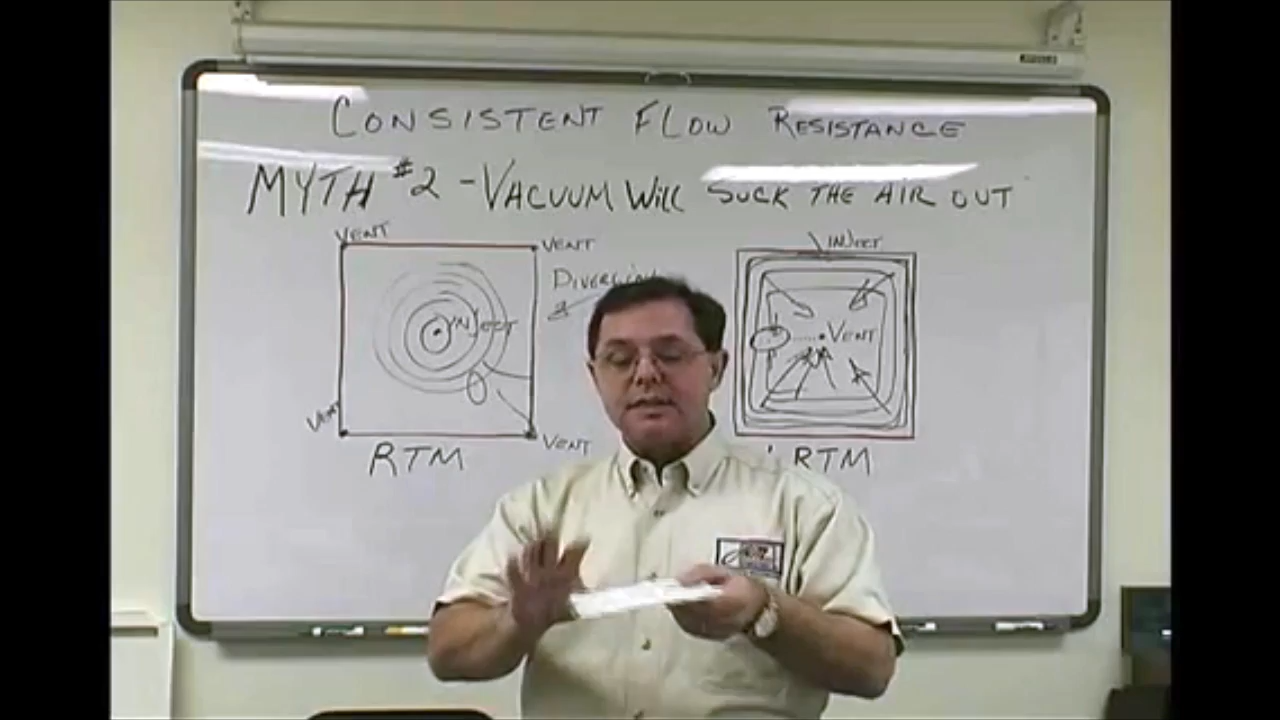 CONSISTENT FLOW RESISTANCE
MYTH #2 - VACUUM WILL SUCK THE AIR OUT
VENT VENT
INJECT
INJECT
VENT
VENT
VENT
RTM
RTM